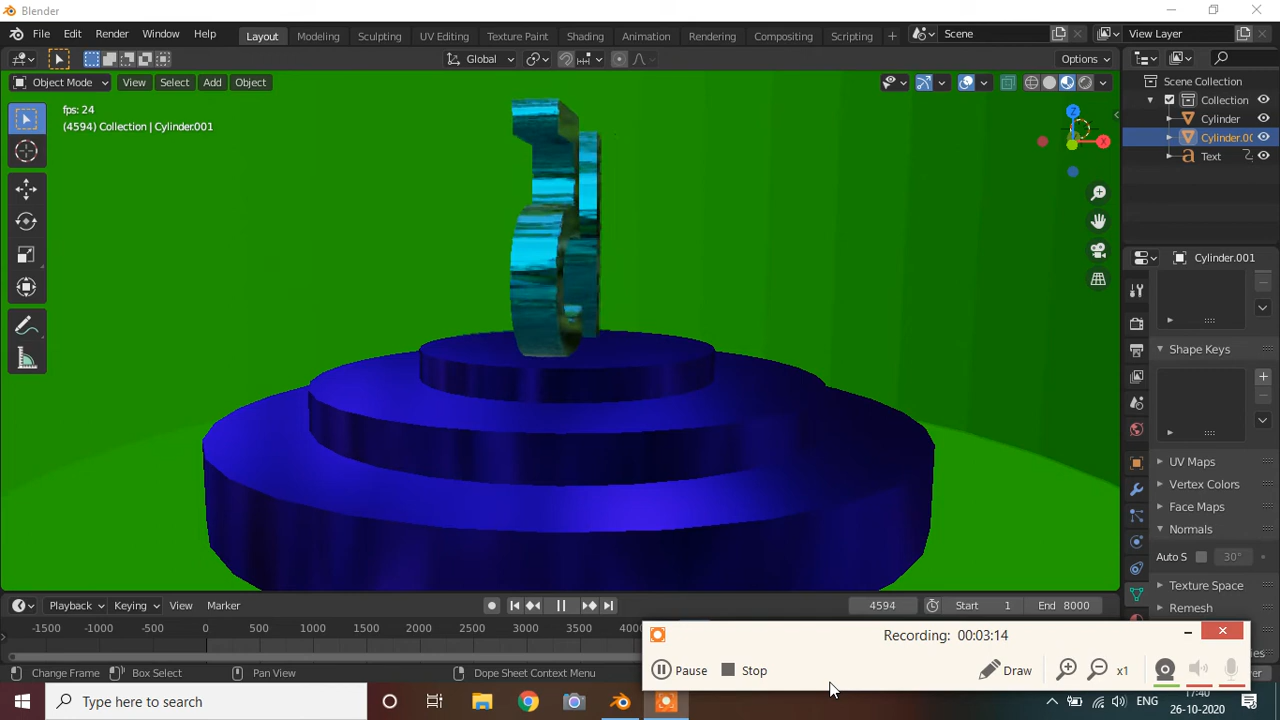 Blender
File Edit Render Window Help Layout Modeling Sculpting UV Editing Texture Paint Shading Animation Rendering Compositing Scripting Scene View Layer
Global Options
Object Mode View Select Add Object
fps: 24
(4594) Collection | Cylinder.001
Z
X
Scene Collection
Collection
Cylinder
Cylinder.00
Text
Cylinder.001
Shape Keys
UV Maps
Vertex Colors
Face Maps
Normals
Auto S 30°
Texture Space
Remesh
Playback Keying View Marker 4594 Start 1 End 8000
-1500 -1000 -500 0 500 1000 1500 2000 2500 3000 3500
Change Frame Box Select Pan View Dope Sheet Context Menu
Recording: 00:03:14
Pause Stop Draw x1
Type here to search
ENG
17:40
26-10-2020